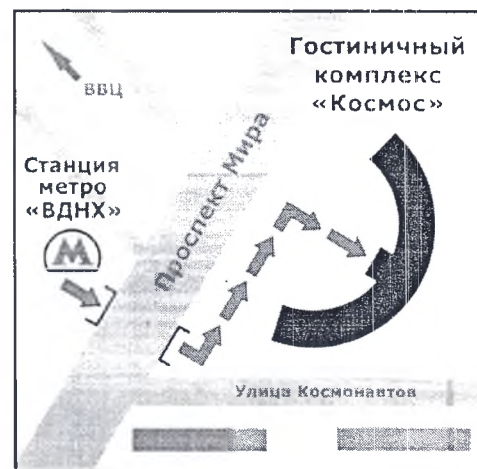 Гостиничный
комплекс
«Космос»
ВВЦ
Станция
метро
«ВДНХ»
М
Проспект Мира
Улица Космонавтов